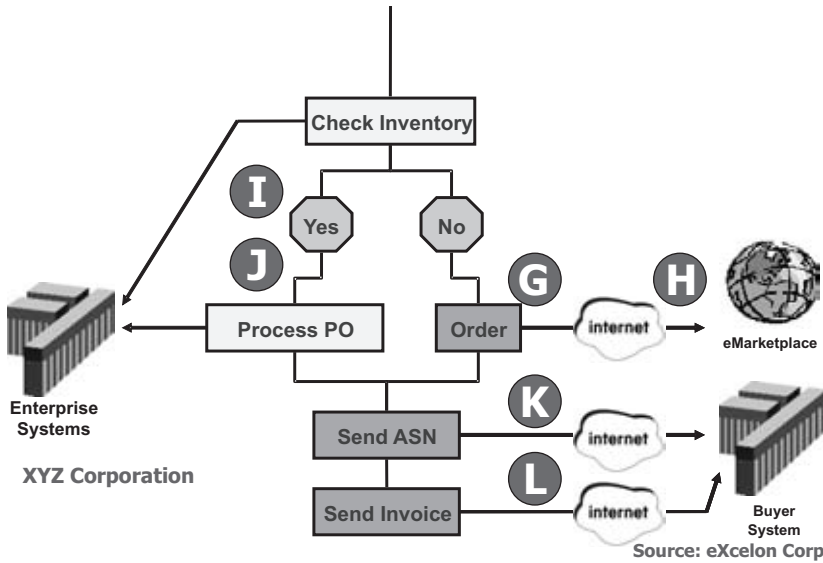 Check Inventory
I
Yes
No
J
G
H
Process PO
Order
internet
eMarketplace
Enterprise
Systems
K
Send ASN
internet
XYZ Corporation
L
Send Invoice
internet
Buyer
System
Source: eXcelon Corp